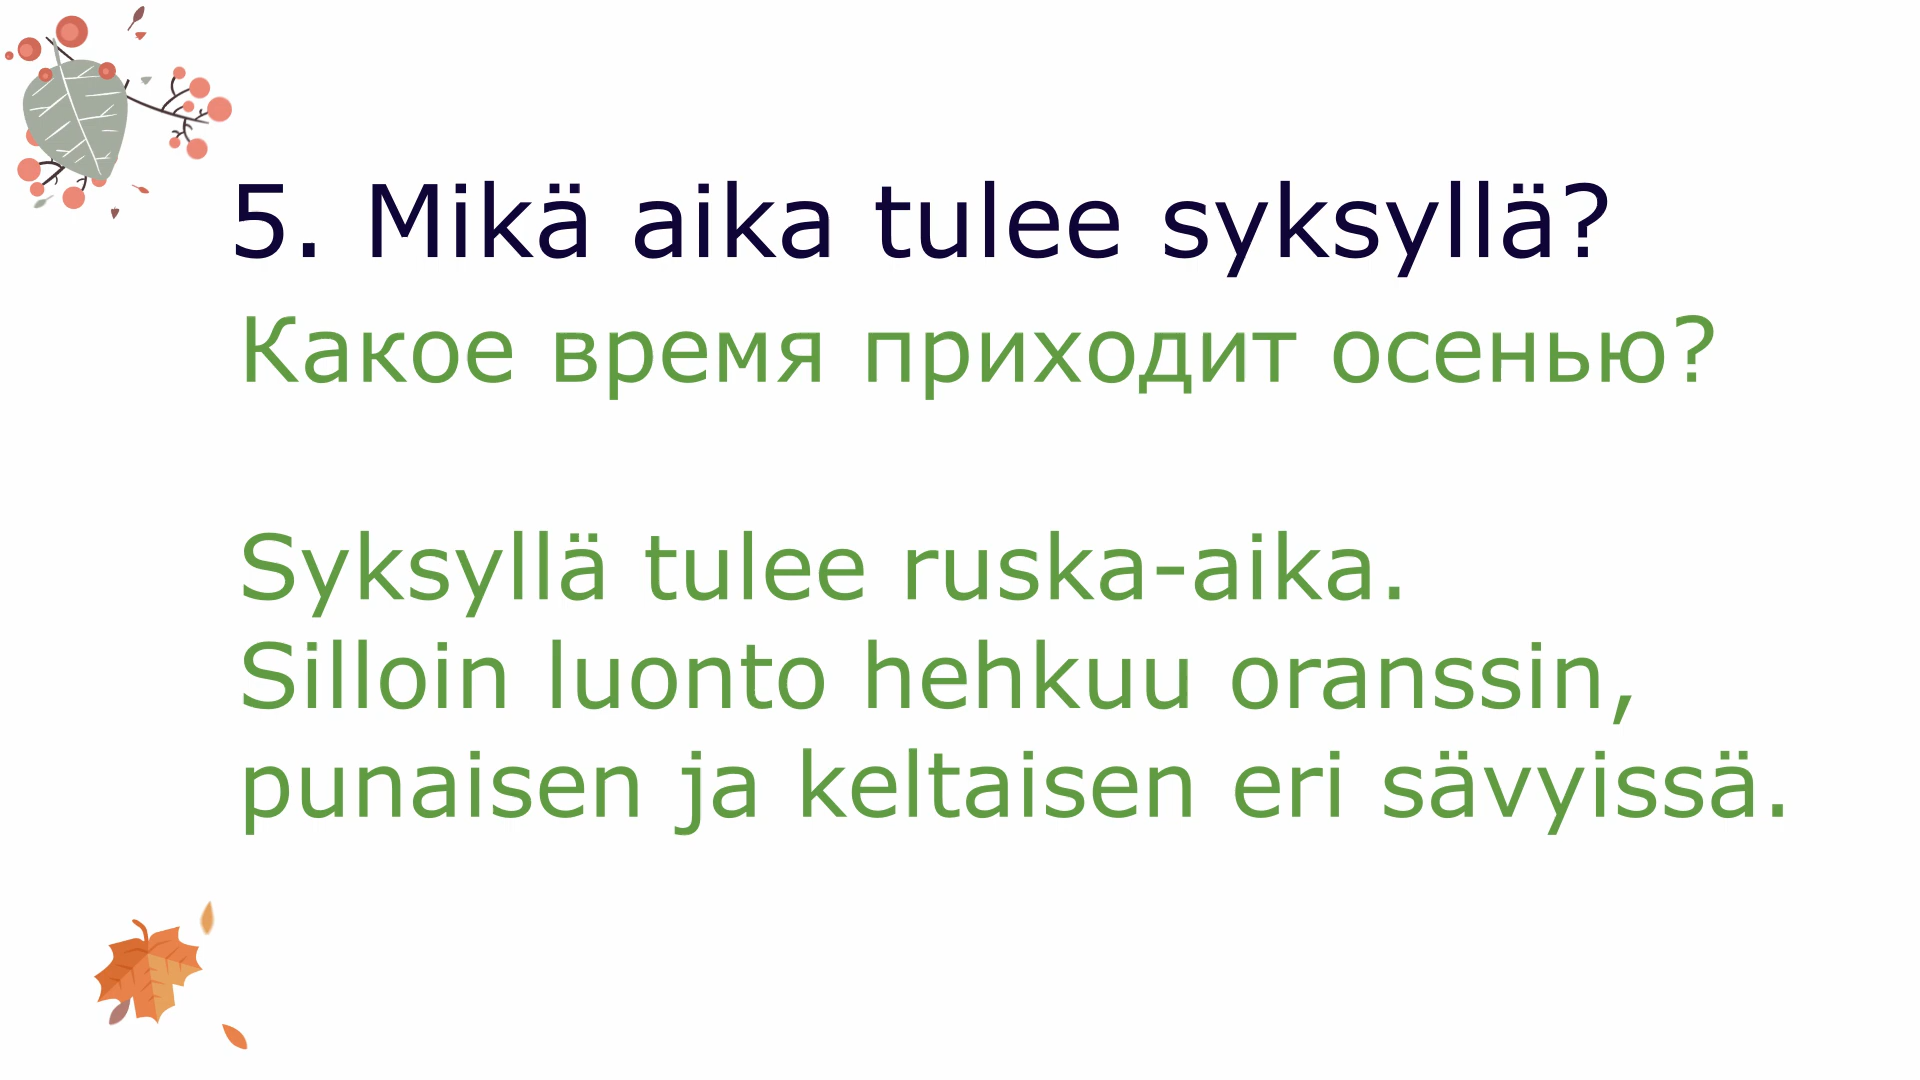 5. Mikä aika tulee syksyllä?
Какое время приходит осенью?
Syksyllä tulee ruska-aika.
Silloin luonto hehkuu oranssin,
punaisen ja keltaisen eri sävyissä.